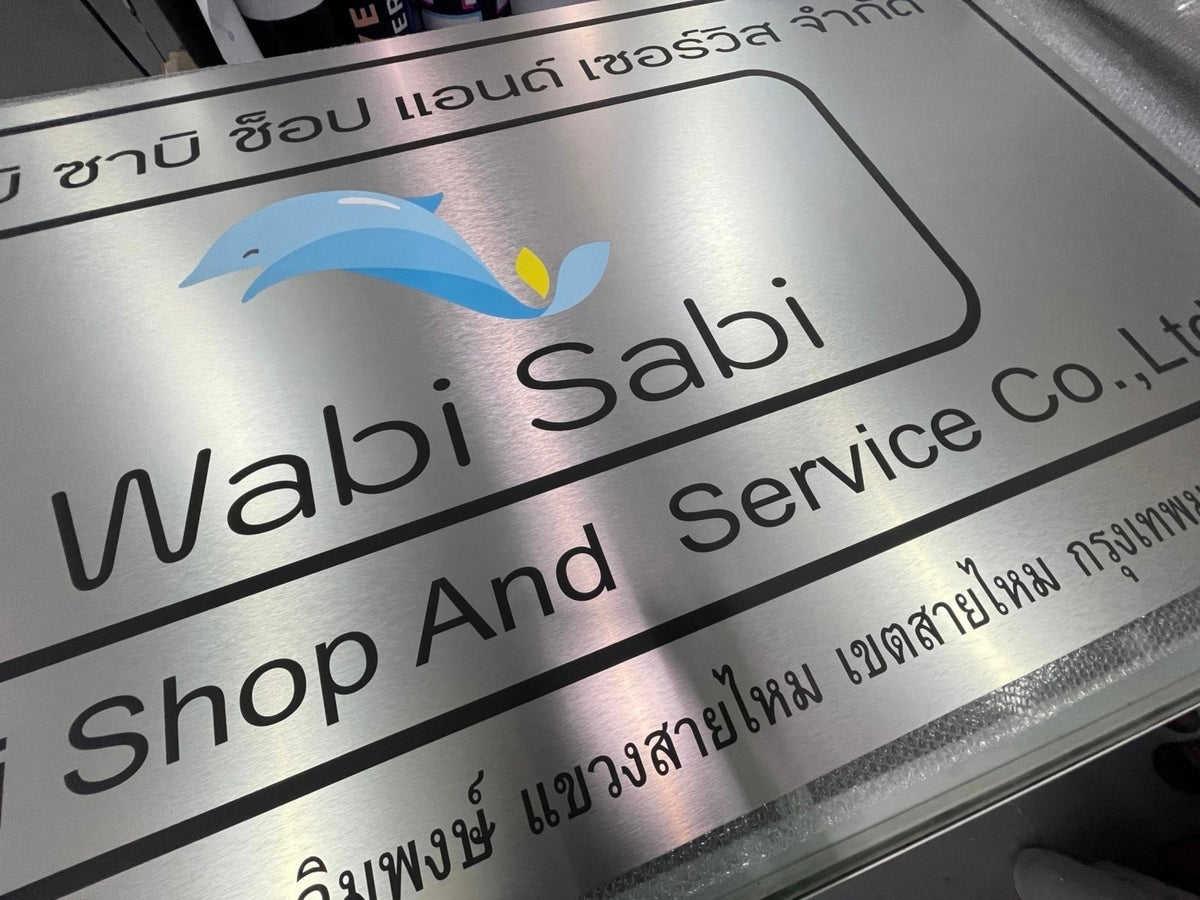 ซาบิ ช็อป แอนด์ เซอร์วิส จำกัด
Wabi Sabi
Shop And Service Co.,Ltd
แขวงสายไหม เขตสายไหม